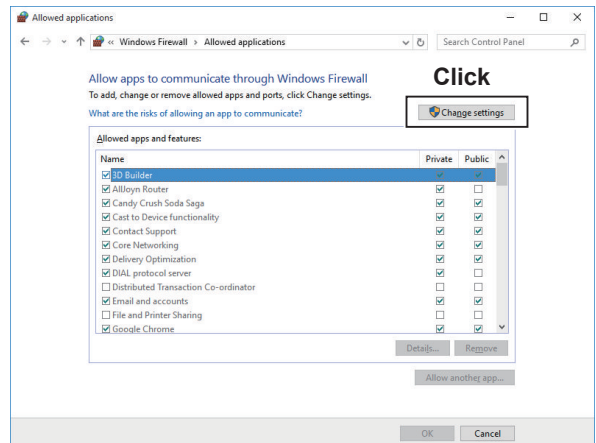 Allowed applications
« Windows Firewall › Allowed applications
Search Control Panel
Allow apps to communicate through Windows Firewall
Click
To add, change or remove allowed apps and ports, click Change settings.
What are the risks of allowing an app to communicate?
Change settings
Allowed apps and features:
Name Private Public
3D Builder
AllJoyn Router
Candy Crush Soda Saga
Cast to Device functionality
Contact Support
Core Networking
Delivery Optimization
DIAL protocol server
Distributed Transaction Co-ordinator
Email and accounts
File and Printer Sharing
Google Chrome
Details... Remove
Allow another app...
OK Cancel